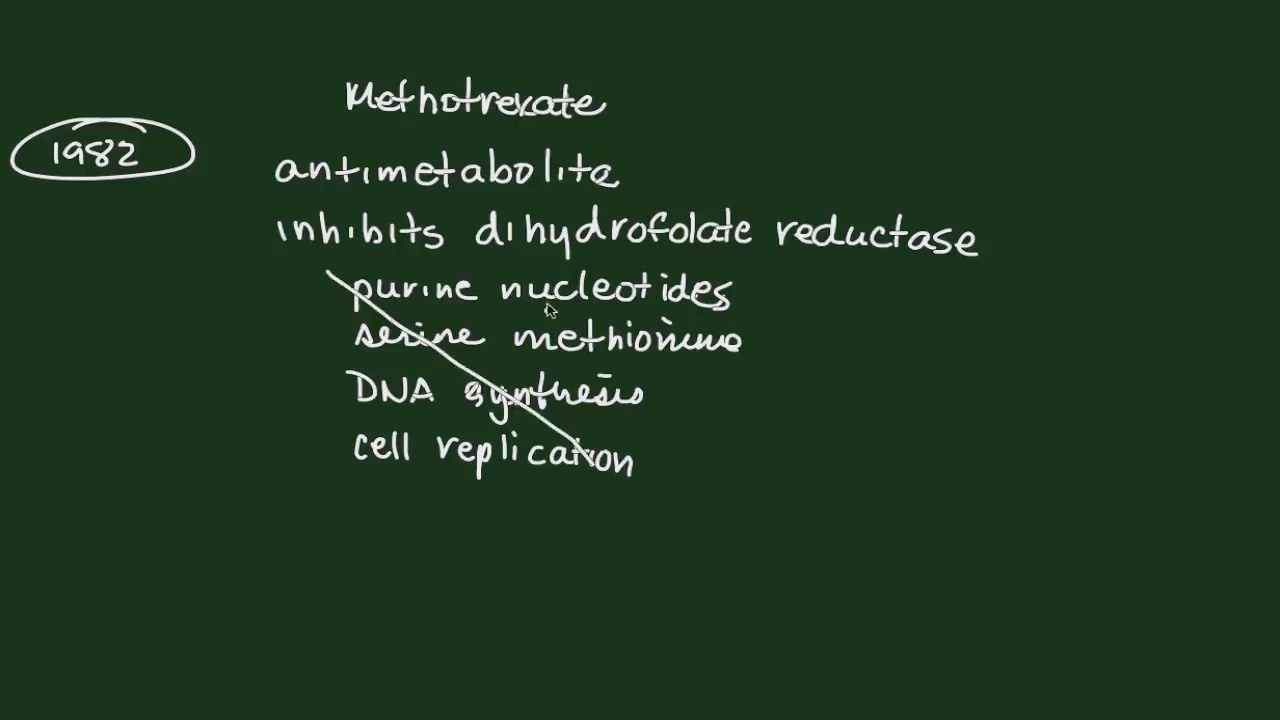 Methotrexate
1982
antimetabolite
inhibits dihydrofolate reductase
purine nucleotides
serine methionine
DNA synthesis
cell replication